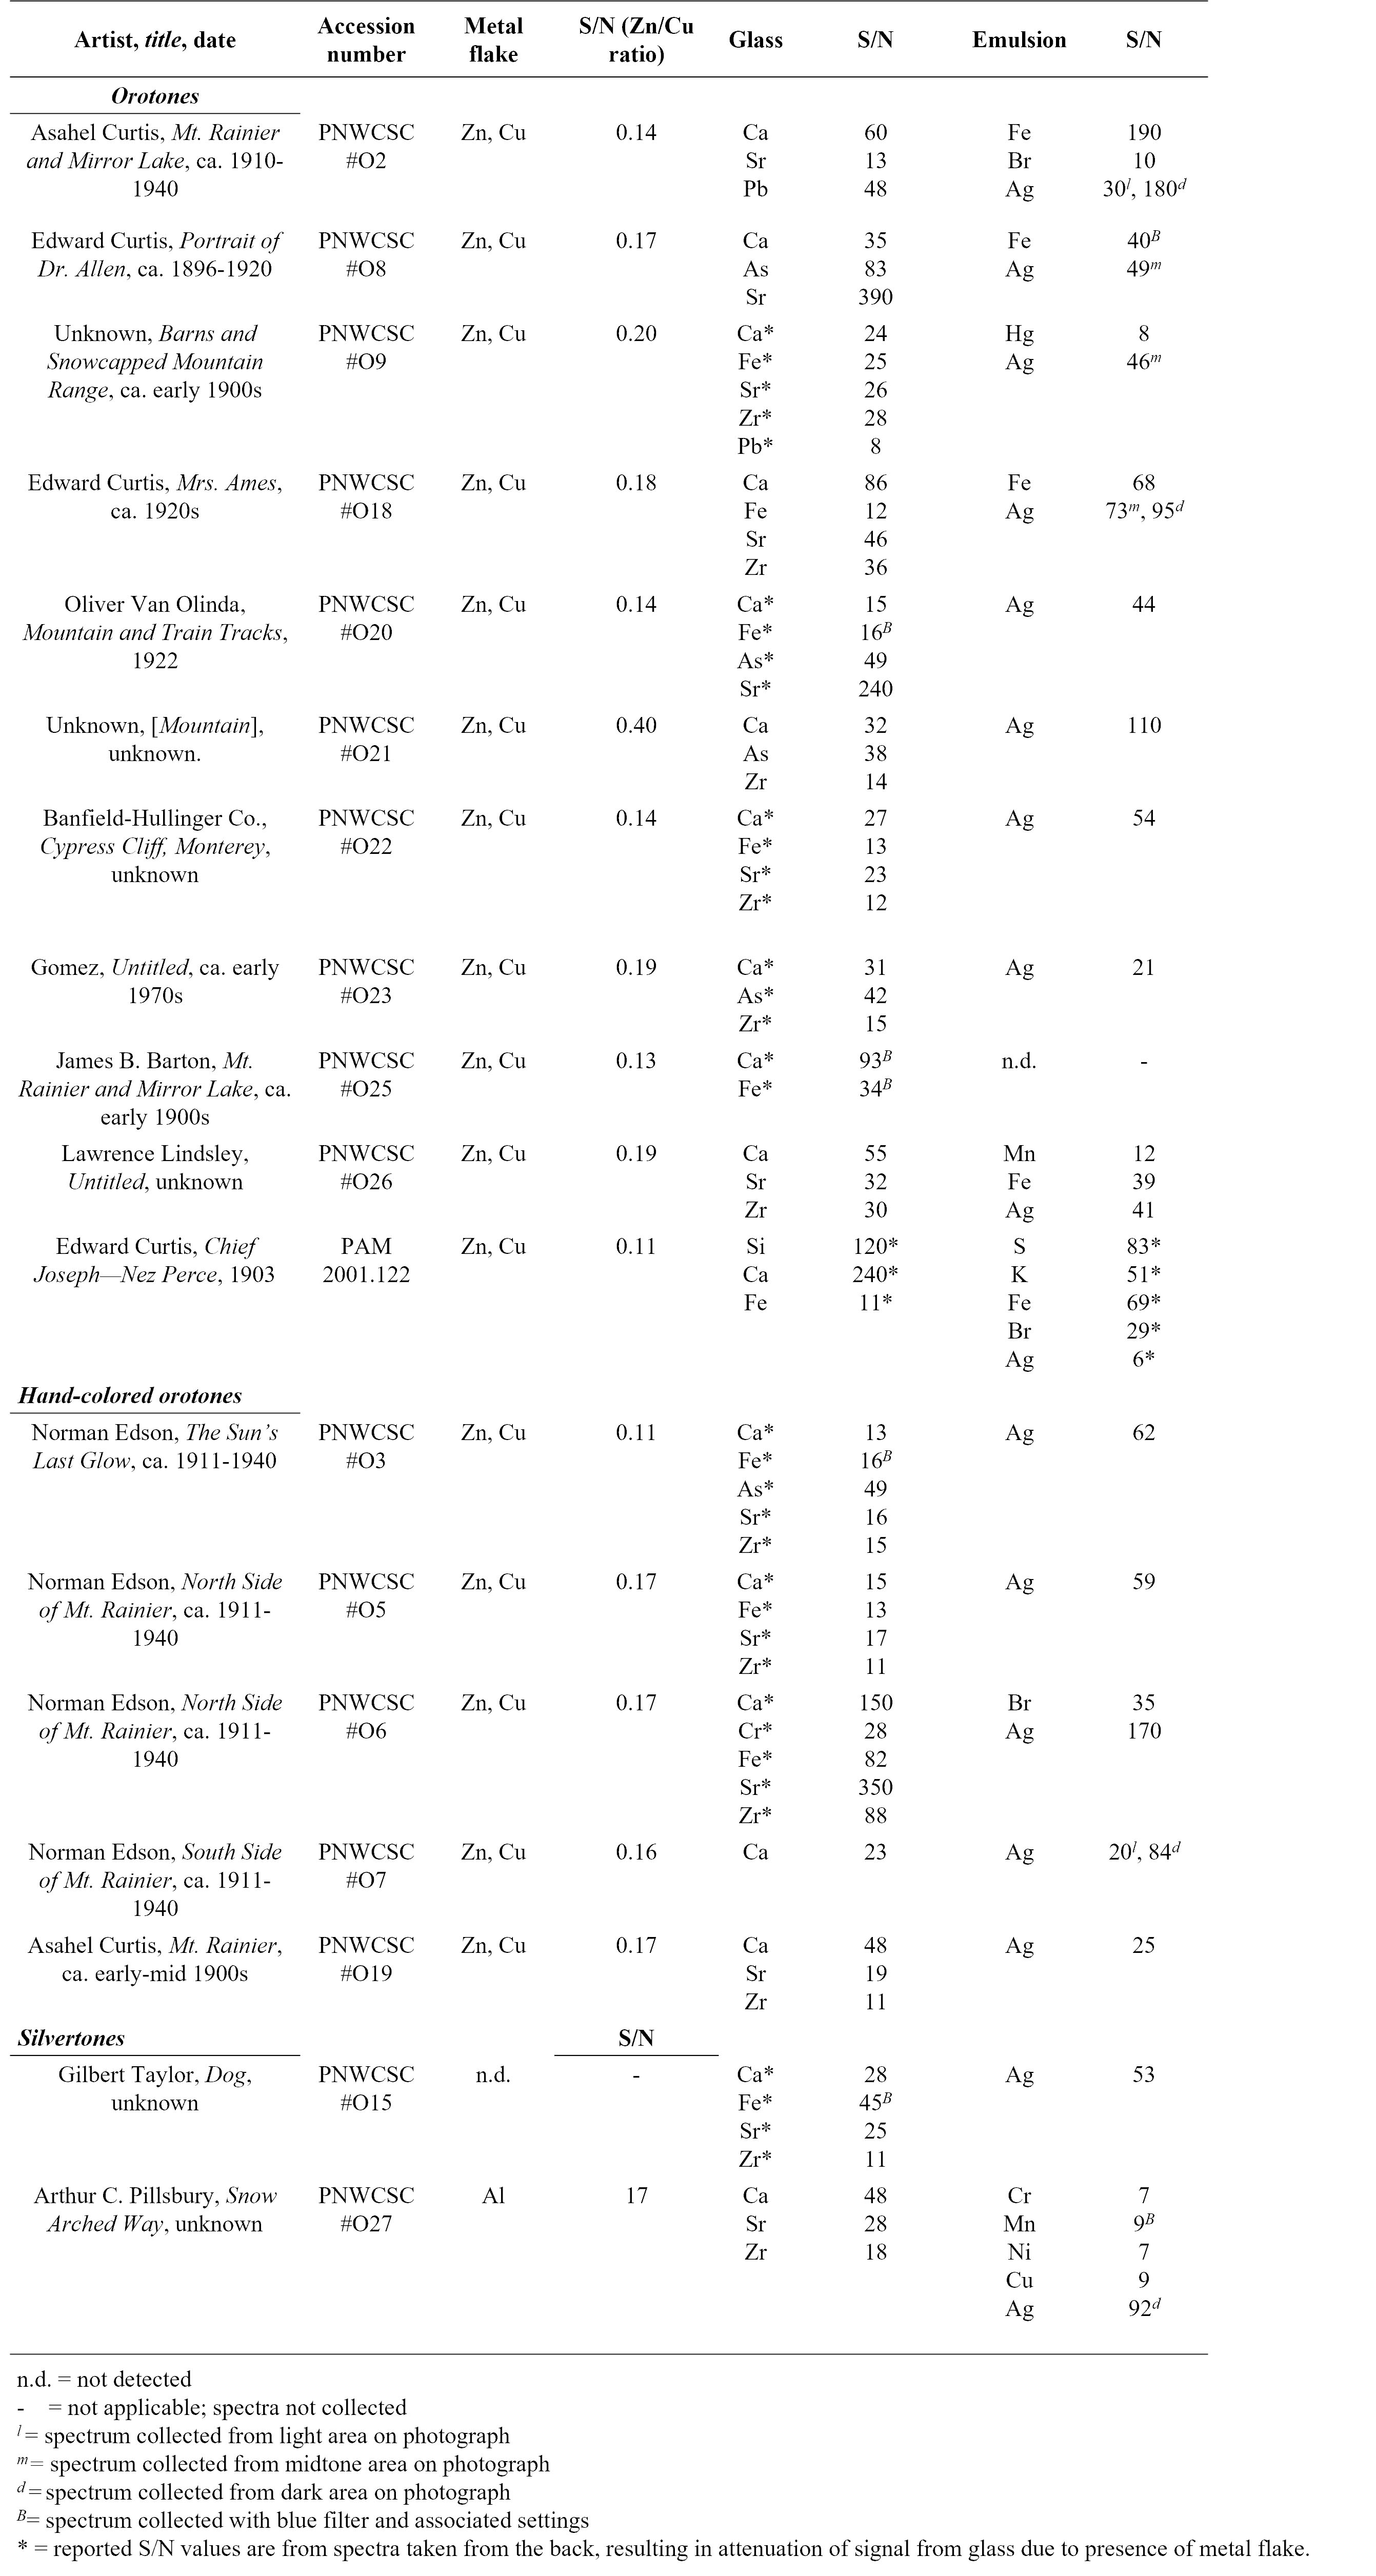 Artist, title, date Accession number Metal flake S/N (Zn/Cu ratio) Glass S/N Emulsion S/N
Orotones
Asahel Curtis, Mt. Rainier PNWCSC Zn, Cu 0.14 Ca 60 Fe 190
and Mirror Lake, ca. 1910- #O2 Sr 13 Br 10
1940 Pb 48 Ag 30l, 180d
Edward Curtis, Portrait of PNWCSC Zn, Cu 0.17 Ca 35 Fe 40B
Dr. Allen, ca. 1896-1920 #O8 As 83 Ag 49m
Sr 390
Unknown, Barns and PNWCSC Zn, Cu 0.20 Ca* 24 Hg 8
Snowcapped Mountain #O9 Fe* 25 Ag 46m
Range, ca. early 1900s Sr* 26
Zr* 28
Pb* 8
Edward Curtis, Mrs. Ames, PNWCSC Zn, Cu 0.18 Ca 86 Fe 68
ca. 1920s #O18 Fe 12 Ag 73m, 95d
Sr 46
Zr 36
Oliver Van Olinda, PNWCSC Zn, Cu 0.14 Ca* 15 Ag 44
Mountain and Train Tracks, #O20 Fe* 16B
1922 As* 49
Sr* 240
Unknown, [Mountain], PNWCSC Zn, Cu 0.40 Ca 32 Ag 110
unknown. #O21 As 38
Zr 14
Banfield-Hullinger Co., PNWCSC Zn, Cu 0.14 Ca* 27 Ag 54
Cypress Cliff, Monterey, #O22 Fe* 13
unknown Sr* 23
Zr* 12
Gomez, Untitled, ca. early PNWCSC Zn, Cu 0.19 Ca* 31 Ag 21
1970s #O23 As* 42
Zr* 15
James B. Barton, Mt. PNWCSC Zn, Cu 0.13 Ca* 93B n.d. -
Rainier and Mirror Lake, ca. #O25 Fe* 34B
early 1900s
Lawrence Lindsley, PNWCSC Zn, Cu 0.19 Ca 55 Mn 12
Untitled, unknown #O26 Sr 32 Fe 39
Zr 30 Ag 41
Edward Curtis, Chief PAM Zn, Cu 0.11 Si 120* S 83*
Joseph—Nez Perce, 1903 2001.122 Ca 240* K 51*
Fe 11* Fe 69*
Br 29*
Ag 6*
Hand-colored orotones
Norman Edson, The Sun's PNWCSC Zn, Cu 0.11 Ca* 13 Ag 62
Last Glow, ca. 1911-1940 #O3 Fe* 16B
As* 49
Sr* 16
Zr* 15
Norman Edson, North Side PNWCSC Zn, Cu 0.17 Ca* 15 Ag 59
of Mt. Rainier, ca. 1911- #O5 Fe* 13
1940 Sr* 17
Zr* 11
Norman Edson, North Side PNWCSC Zn, Cu 0.17 Ca* 150 Br 35
of Mt. Rainier, ca. 1911- #O6 Cr* 28 Ag 170
1940 Fe* 82
Sr* 350
Zr* 88
Norman Edson, South Side PNWCSC Zn, Cu 0.16 Ca 23 Ag 20l, 84d
of Mt. Rainier, ca. 1911- #O7
1940
Asahel Curtis, Mt. Rainier, PNWCSC Zn, Cu 0.17 Ca 48 Ag 25
ca. early-mid 1900s #O19 Sr 19
Zr 11
Silvertones S/N
Gilbert Taylor, Dog, PNWCSC n.d. - Ca* 28 Ag 53
unknown #O15 Fe* 45B
Sr* 25
Zr* 11
Arthur C. Pillsbury, Snow PNWCSC Al 17 Ca 48 Cr 7
Arched Way, unknown #O27 Sr 28 Mn 9B
Zr 18 Ni 7
Cu 9
Ag 92d
n.d. = not detected
- = not applicable; spectra not collected
l = spectrum collected from light area on photograph
m = spectrum collected from midtone area on photograph
d = spectrum collected from dark area on photograph
B = spectrum collected with blue filter and associated settings
* = reported S/N values are from spectra taken from the back, resulting in attenuation of signal from glass due to presence of metal flake.